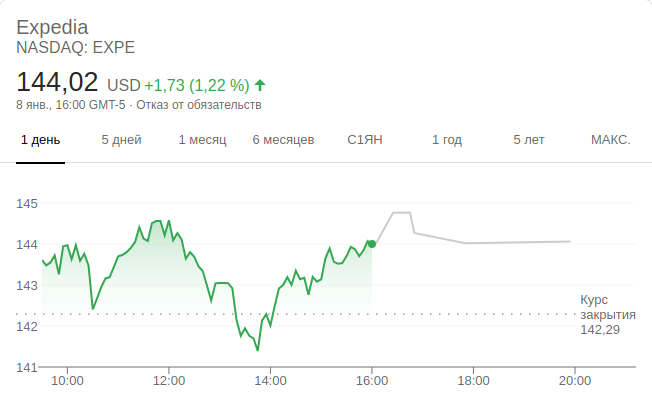 Expedia
NASDAQ: EXPE
144,02 USD +1,73 (1,22 %)
8 янв., 16:00 GMT-5 · Отказ от обязательств
1 день 5 дней 1 месяц 6 месяцев С1ЯН 1 год 5 лет МАКС.
145
144
143
Курс
закрытия
142,29
142
141
10:00 12:00 14:00 16:00 18:00 20:00